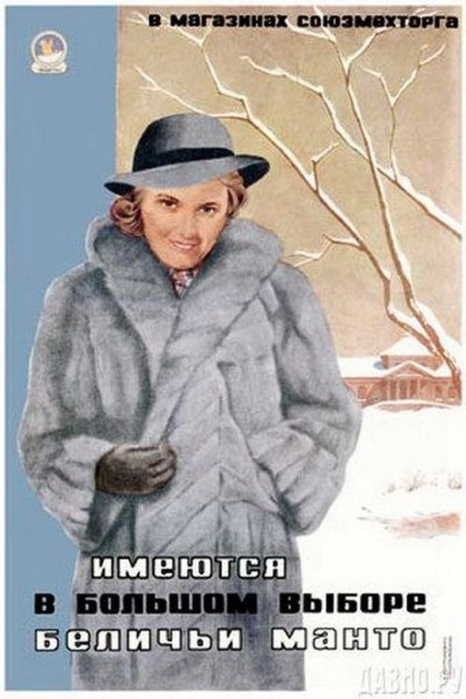 В МАГАЗИНАХ СОЮЗМЕХТОРГА
ИМЕЮТСЯ
В БОЛЬШОМ ВЫБОРЕ
БЕЛИЧЬИ МАНТО
ДАВНО.РУ